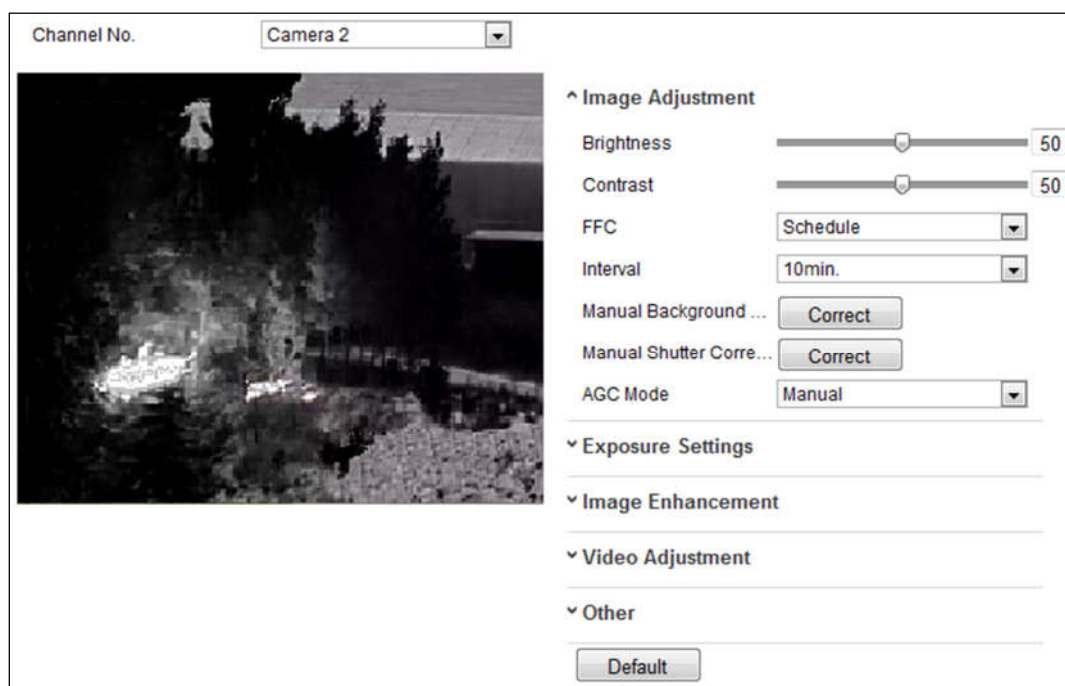 Channel No. Camera 2
Image Adjustment
Brightness 50
Contrast 50
FFC Schedule
Interval 10min.
Manual Background ... Correct
Manual Shutter Corre... Correct
AGC Mode Manual
Exposure Settings
Image Enhancement
Video Adjustment
Other
Default